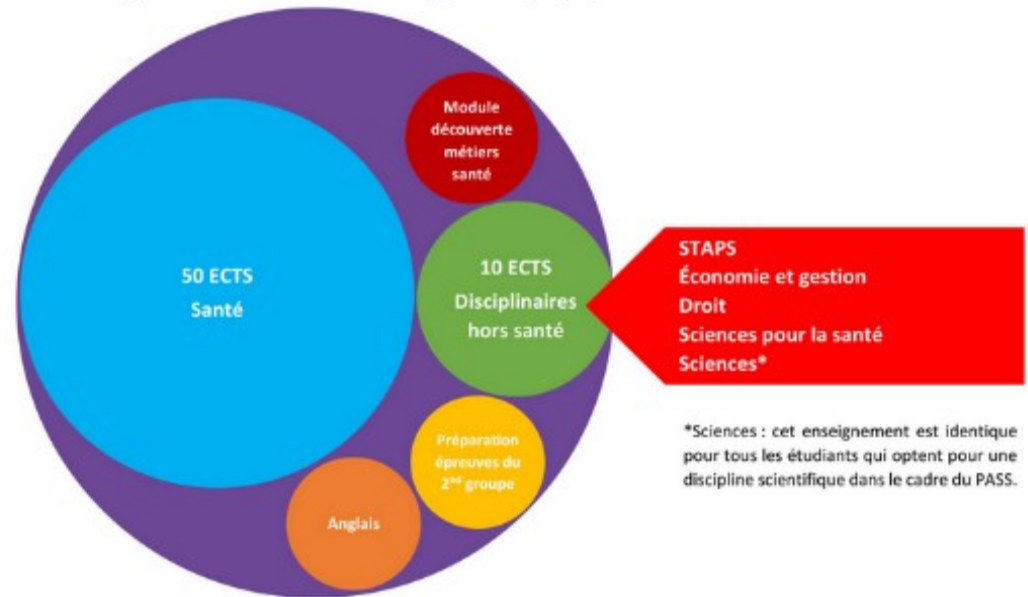 Module
découverte
métiers
santé
50 ECTS
Santé
10 ECTS
Disciplinaires
hors santé
STAPS
Économie et gestion
Droit
Sciences pour la santé
Sciences*
Préparation
épreuves du
2nd groupe
Anglais
*Sciences : cet enseignement est identique
pour tous les étudiants qui optent pour une
discipline scientifique dans le cadre du PASS.